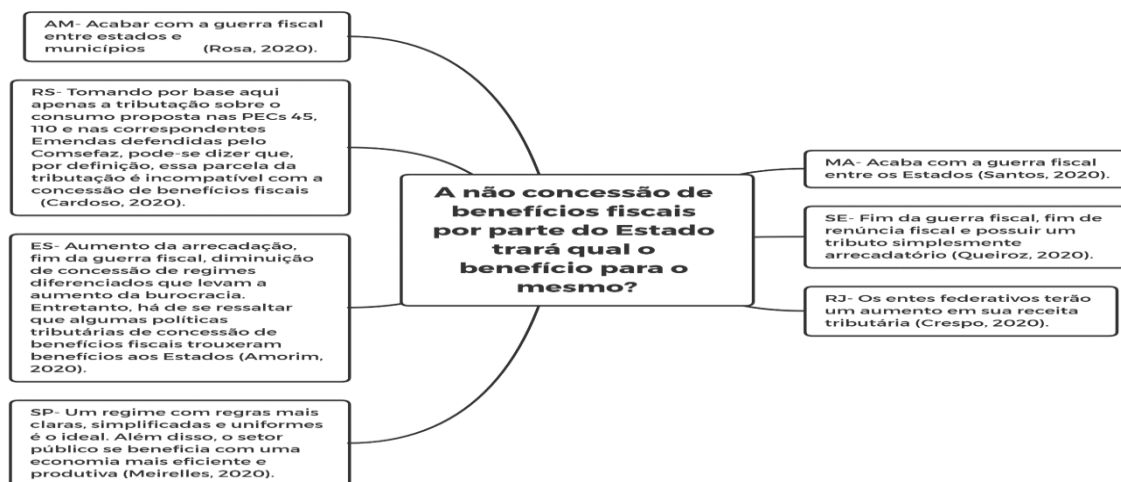 AM- Acabar com a guerra fiscal
entre estados e
municípios (Rosa, 2020).
RS- Tomando por base aqui
apenas a tributação sobre o
consumo proposta nas PECs 45,
110 e nas correspondentes
Emendas defendidas pelo
Comsefaz, pode-se dizer que,
por definição, essa parcela da
tributação é incompatível com a
concessão de benefícios fiscais
(Cardoso, 2020).
ES- Aumento da arrecadação,
fim da guerra fiscal, diminuição
de concessão de regimes
diferenciados que levam a
aumento da burocracia.
Entretanto, há de se ressaltar
que algumas políticas
tributárias de concessão de
benefícios fiscais trouxeram
benefícios aos Estados (Amorim,
2020).
SP- Um regime com regras mais
claras, simplificadas e uniformes
é o ideal. Além disso, o setor
público se beneficia com uma
economia mais eficiente e
produtiva (Meirelles, 2020).
A não concessão de
benefícios fiscais
por parte do Estado
trará qual o
benefício para o
mesmo?
MA- Acaba com a guerra fiscal
entre os Estados (Santos, 2020).
SE- Fim da guerra fiscal, fim de
renúncia fiscal e possuir um
tributo simplesmente
arrecadatório (Queiroz, 2020).
RJ- Os entes federativos terão
um aumento em sua receita
tributária (Crespo, 2020).